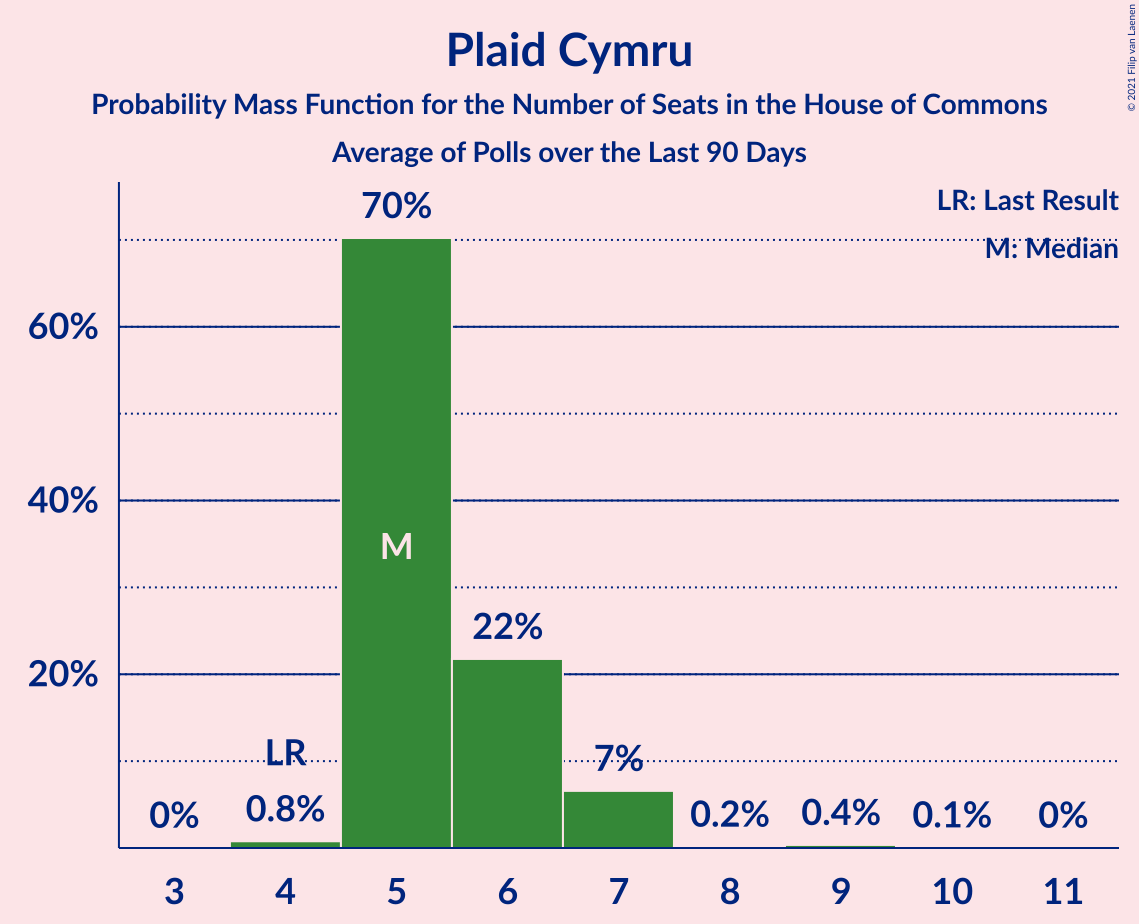 Plaid Cymru
Probability Mass Function for the Number of Seats in the House of Commons
Average of Polls over the Last 90 Days
© 2021 Filip van Laenen
LR: Last Result
M: Median
70%
60%
40%
M
22%
20%
LR
7%
0%
0.8%
0.2%
0.4%
0.1%
0%
3 4 5 6 7 8 9 10 11